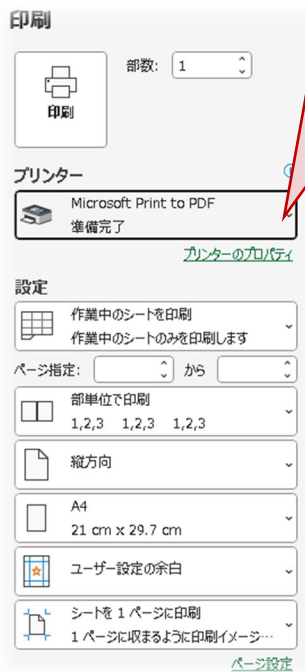 印刷
部数: 1
印刷
プリンター
Microsoft Print to PDF
準備完了
プリンターのプロパティ
設定
作業中のシートを印刷
作業中のシートのみを印刷します
ページ指定: から
部単位で印刷
1,2,3 1,2,3 1,2,3
縦方向
A4
21 cm x 29.7 cm
ユーザー設定の余白
シートを 1 ページに印刷
1 ページに収まるように印刷イメージ…
ページ設定